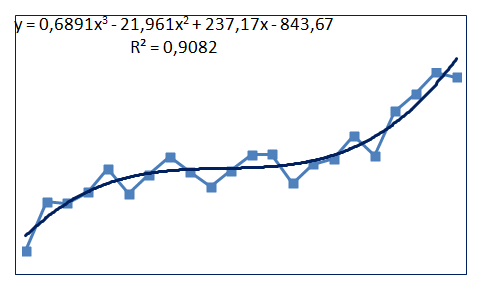 y = 0,6891x³ - 21,961x² + 237,17x - 843,67
R² = 0,9082